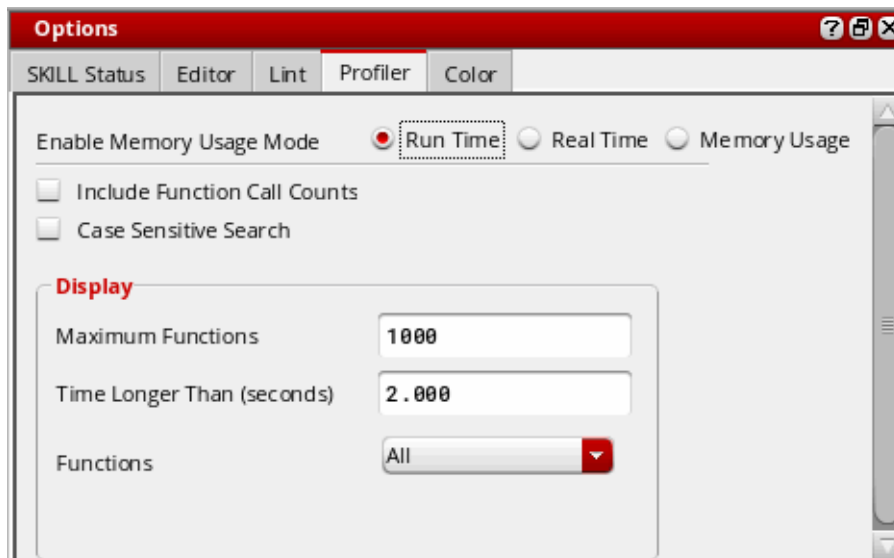 Options
SKILL Status Editor Lint Profiler Color
Enable Memory Usage Mode Run Time Real Time Memory Usage
Include Function Call Counts
Case Sensitive Search
Display
Maximum Functions 1000
Time Longer Than (seconds) 2.000
Functions All